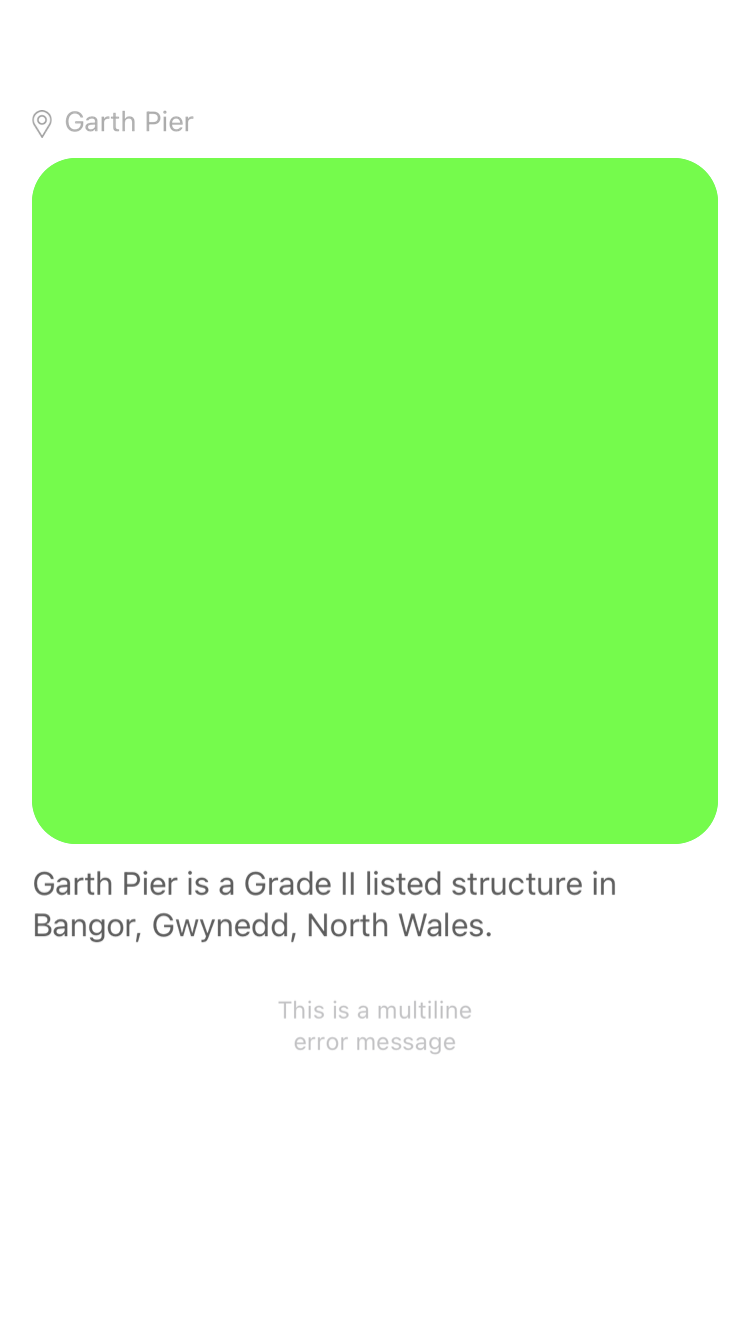 Garth Pier
Garth Pier is a Grade II listed structure in
Bangor, Gwynedd, North Wales.
This is a multiline
error message